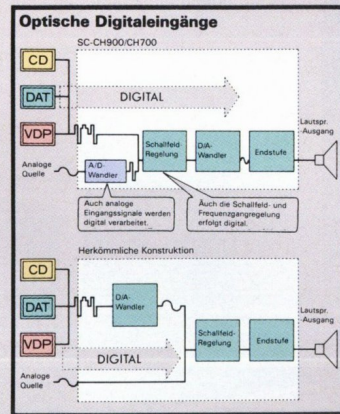 Optische Digitaleingänge
SC-CH900/CH700
CD
DAT
VDP
DIGITAL
Analoge
Quelle
A/D-
Wandler
Schallfeld
Regelung
D/A-
Wandler
Endstufe
Lautspr.
Ausgang
Auch analoge
Eingangssignale werden
digital verarbeitet.
Auch die Schallfeld- und
Frequenzgangregelung
erfolgt digital.
Herkömmliche Konstruktion
CD
DAT
VDP
D/A-
Wandler
DIGITAL
Analoge
Quelle
Schallfeld-
Regelung
Endstufe
Lautspr.
Ausgang